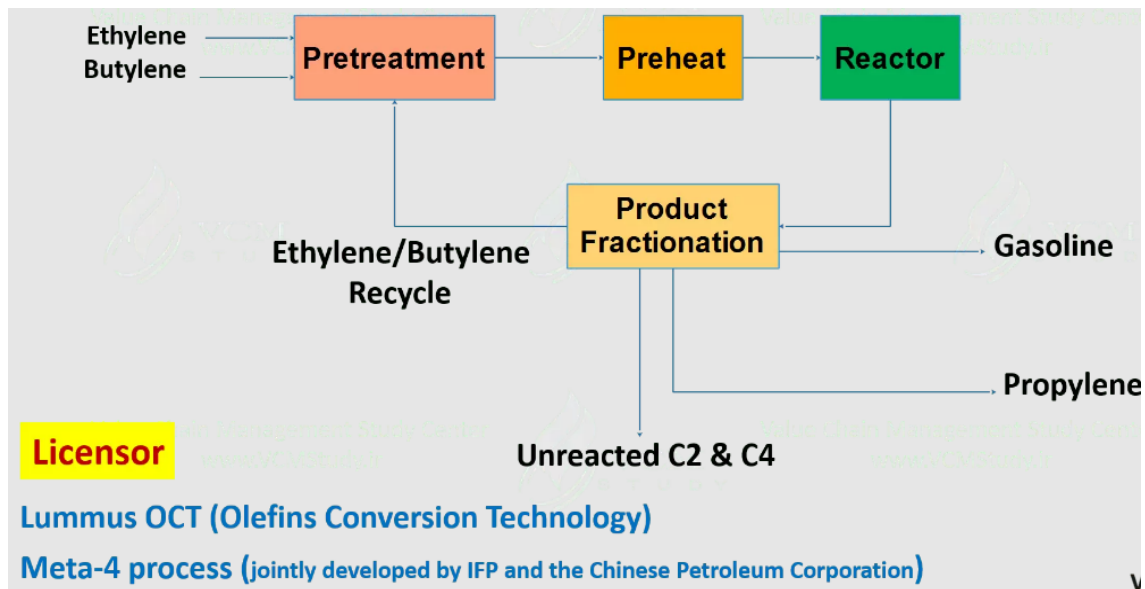 Ethylene
Butylene
Pretreatment
Preheat
Reactor
Product
Fractionation
Ethylene/Butylene
Recycle
Gasoline
Propylene
Unreacted C2 & C4
Licensor
Lummus OCT (Olefins Conversion Technology)
Meta-4 process (jointly developed by IFP and the Chinese Petroleum Corporation)